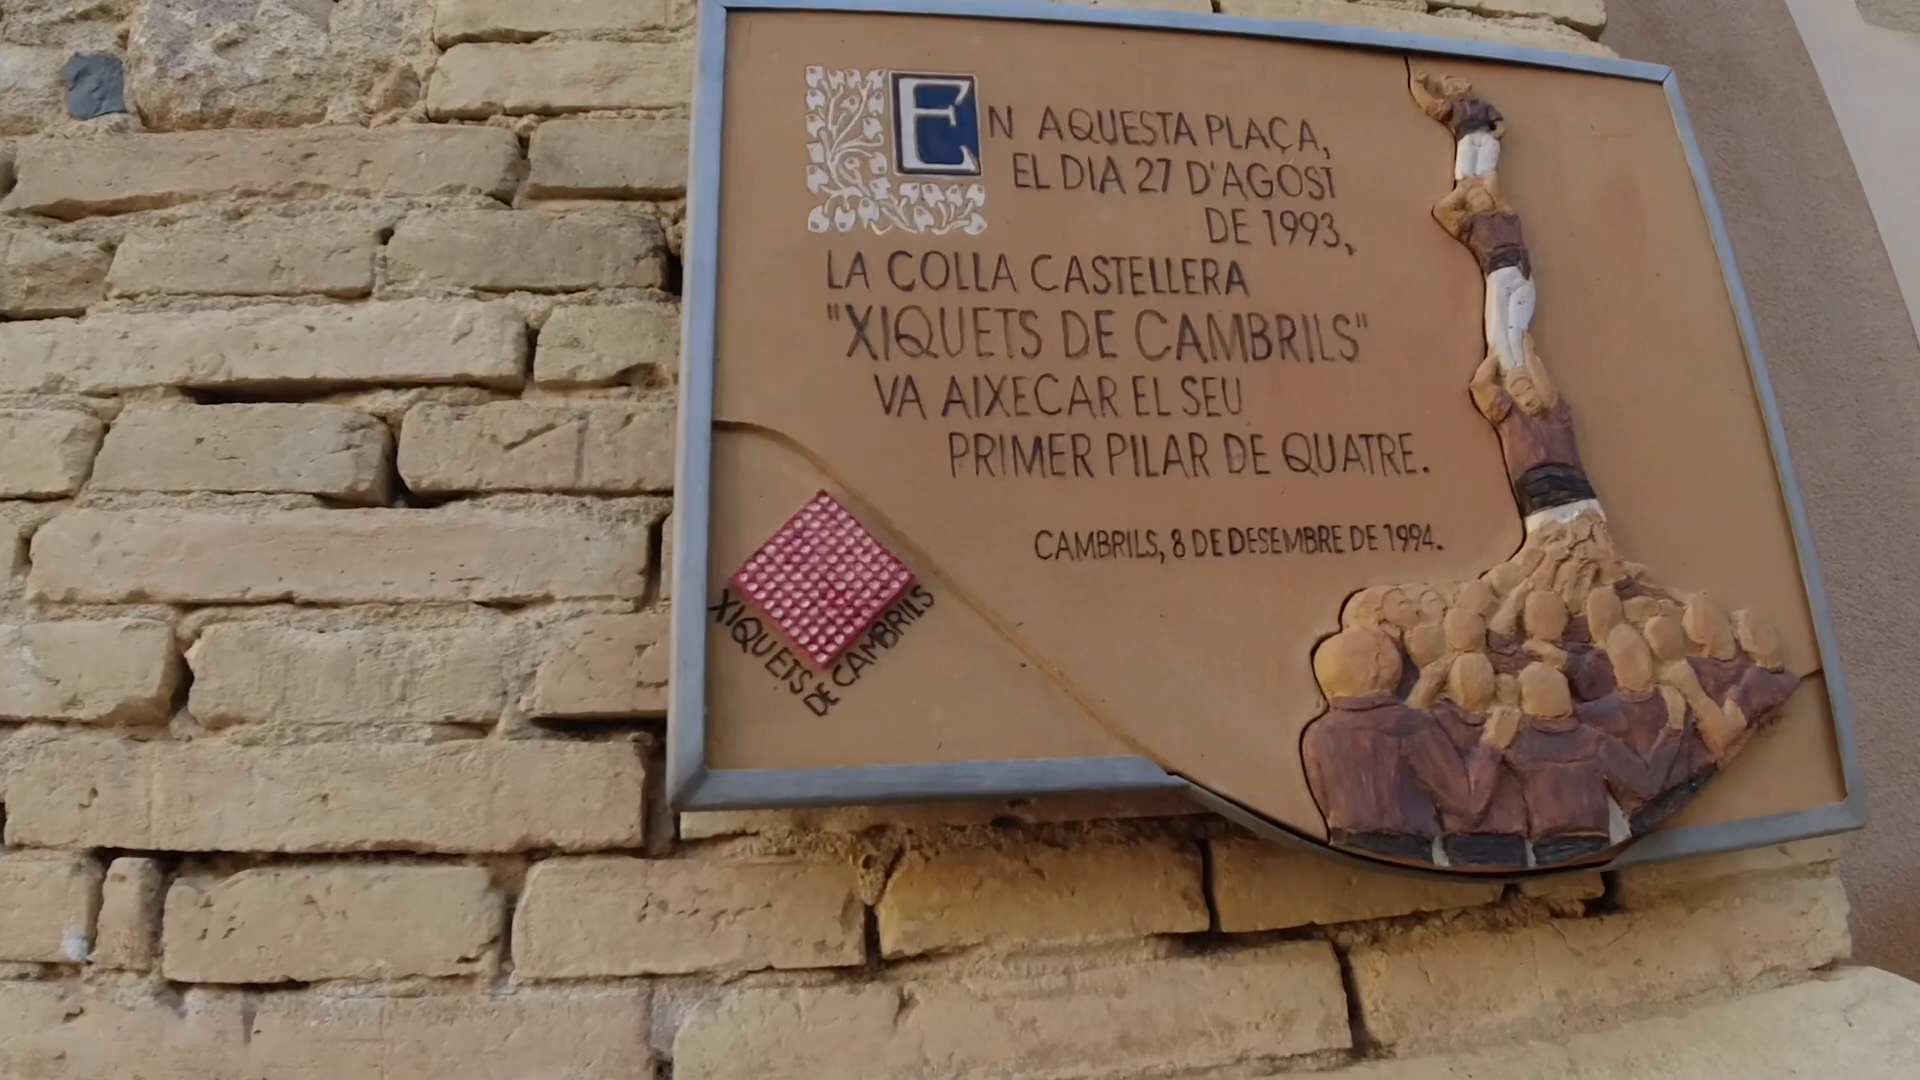 EN AQUESTA PLAÇA,
EL DIA 27 D'AGOST
DE 1993,
LA COLLA CASTELLERA
"XIQUETS DE CAMBRILS"
VA AIXECAR EL SEU
PRIMER PILAR DE QUATRE.
CAMBRILS, 8 DE DESEMBRE DE 1994.
XIQUETS DE CAMBRILS